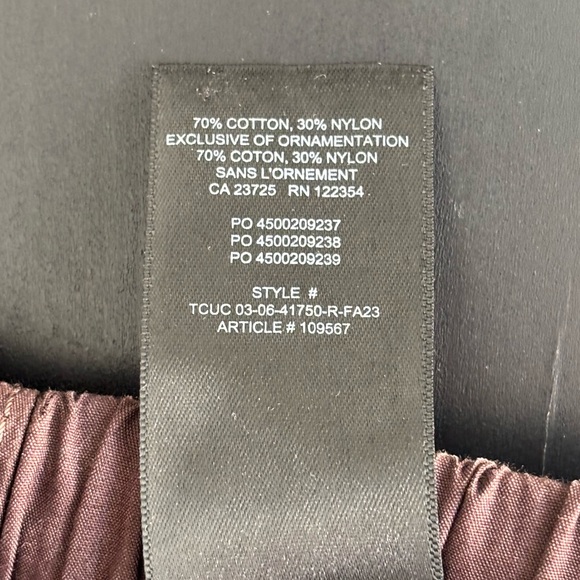 70% COTTON, 30% NYLON
EXCLUSIVE OF ORNAMENTATION
70% COTON, 30% NYLON
SANS L'ORNEMENT
CA 23725 RN 122354
PO 4500209237
PO 4500209238
PO 4500209239
STYLE #
TCUC 03-06-41750-R-FA23
ARTICLE # 109567